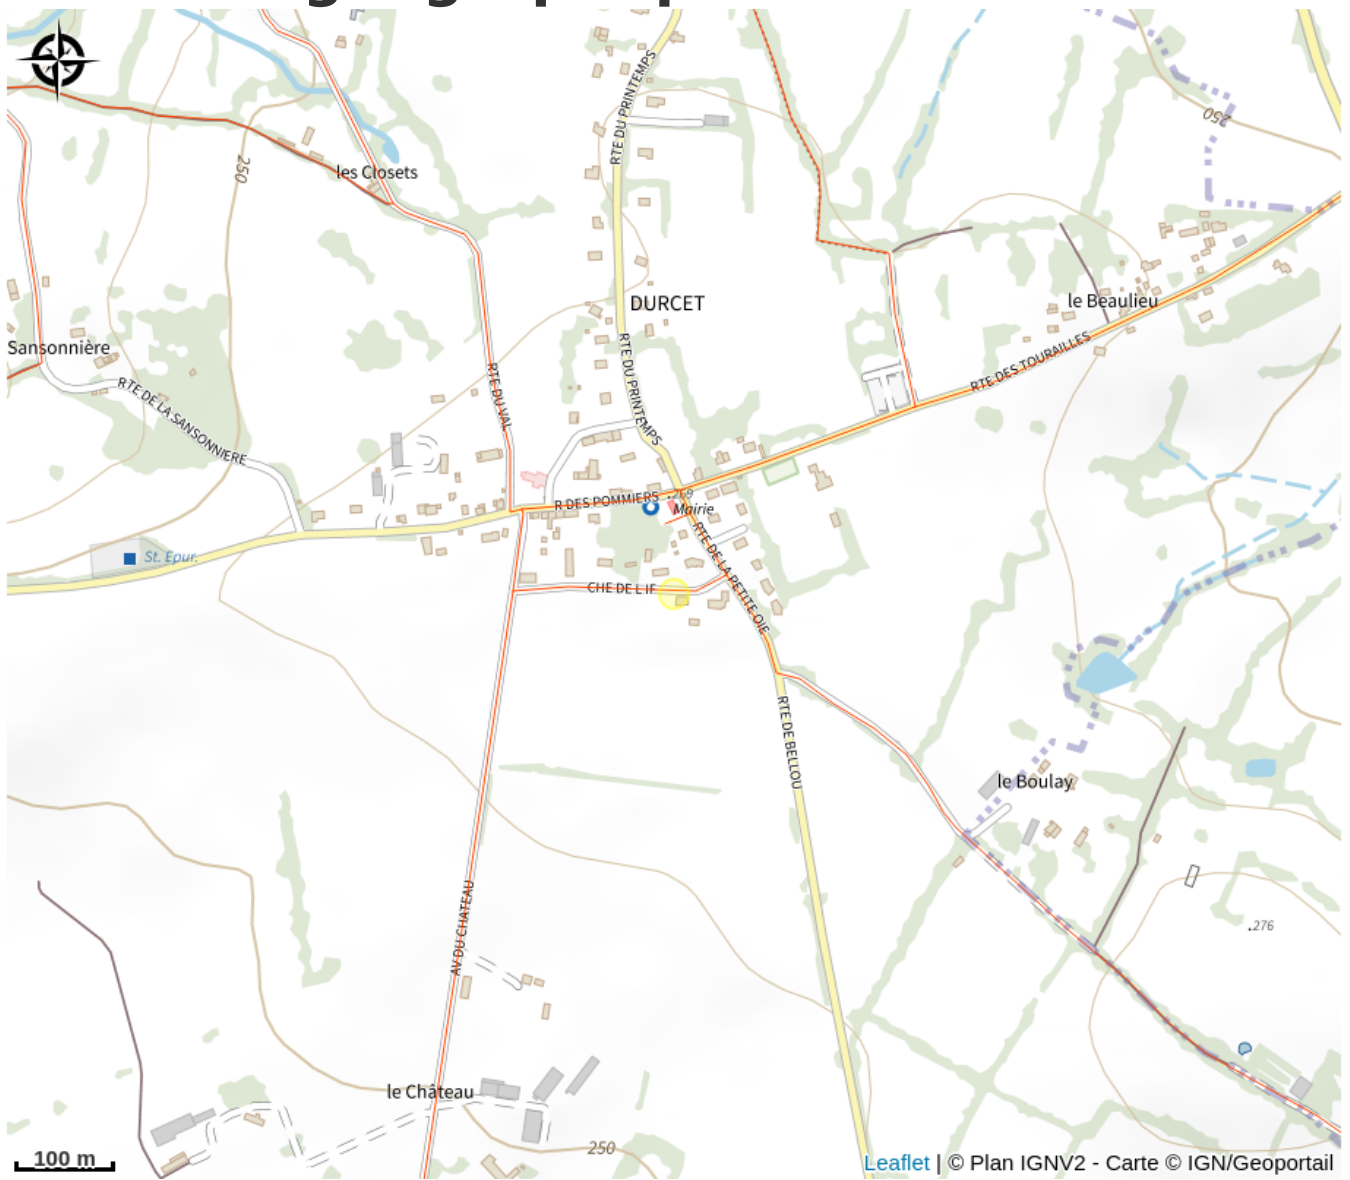 RTE DU PRINTEMPS
250
250
les Closets
DURCET
le Beaulieu
Sansonnière
RTE DU PRINTEMPS
RTE DES TOURAILLES
RTE DU VAL
RTE DE LA SANSONNIERE
R DES POMMIERS
.269
Mairie
St. Epur.
RTE DE LA PETITE OIE
CHE DE L IF
RTE DE BELLOU
le Boulay
AV DU CHATEAU
.276
le Château
250
100 m
Leaflet | © Plan IGNV2 - Carte © IGN/Geoportail